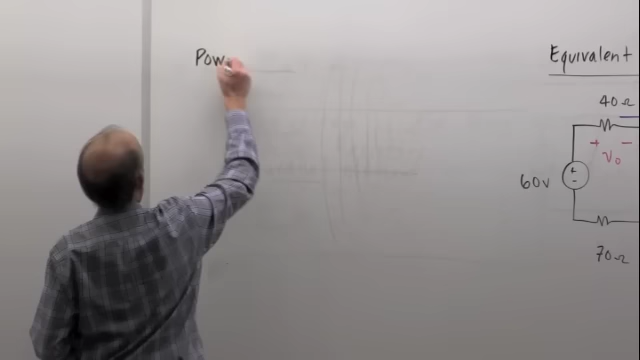 Pow
Equivalent
40Ω
+ v₀ -
+
-
60v
70Ω